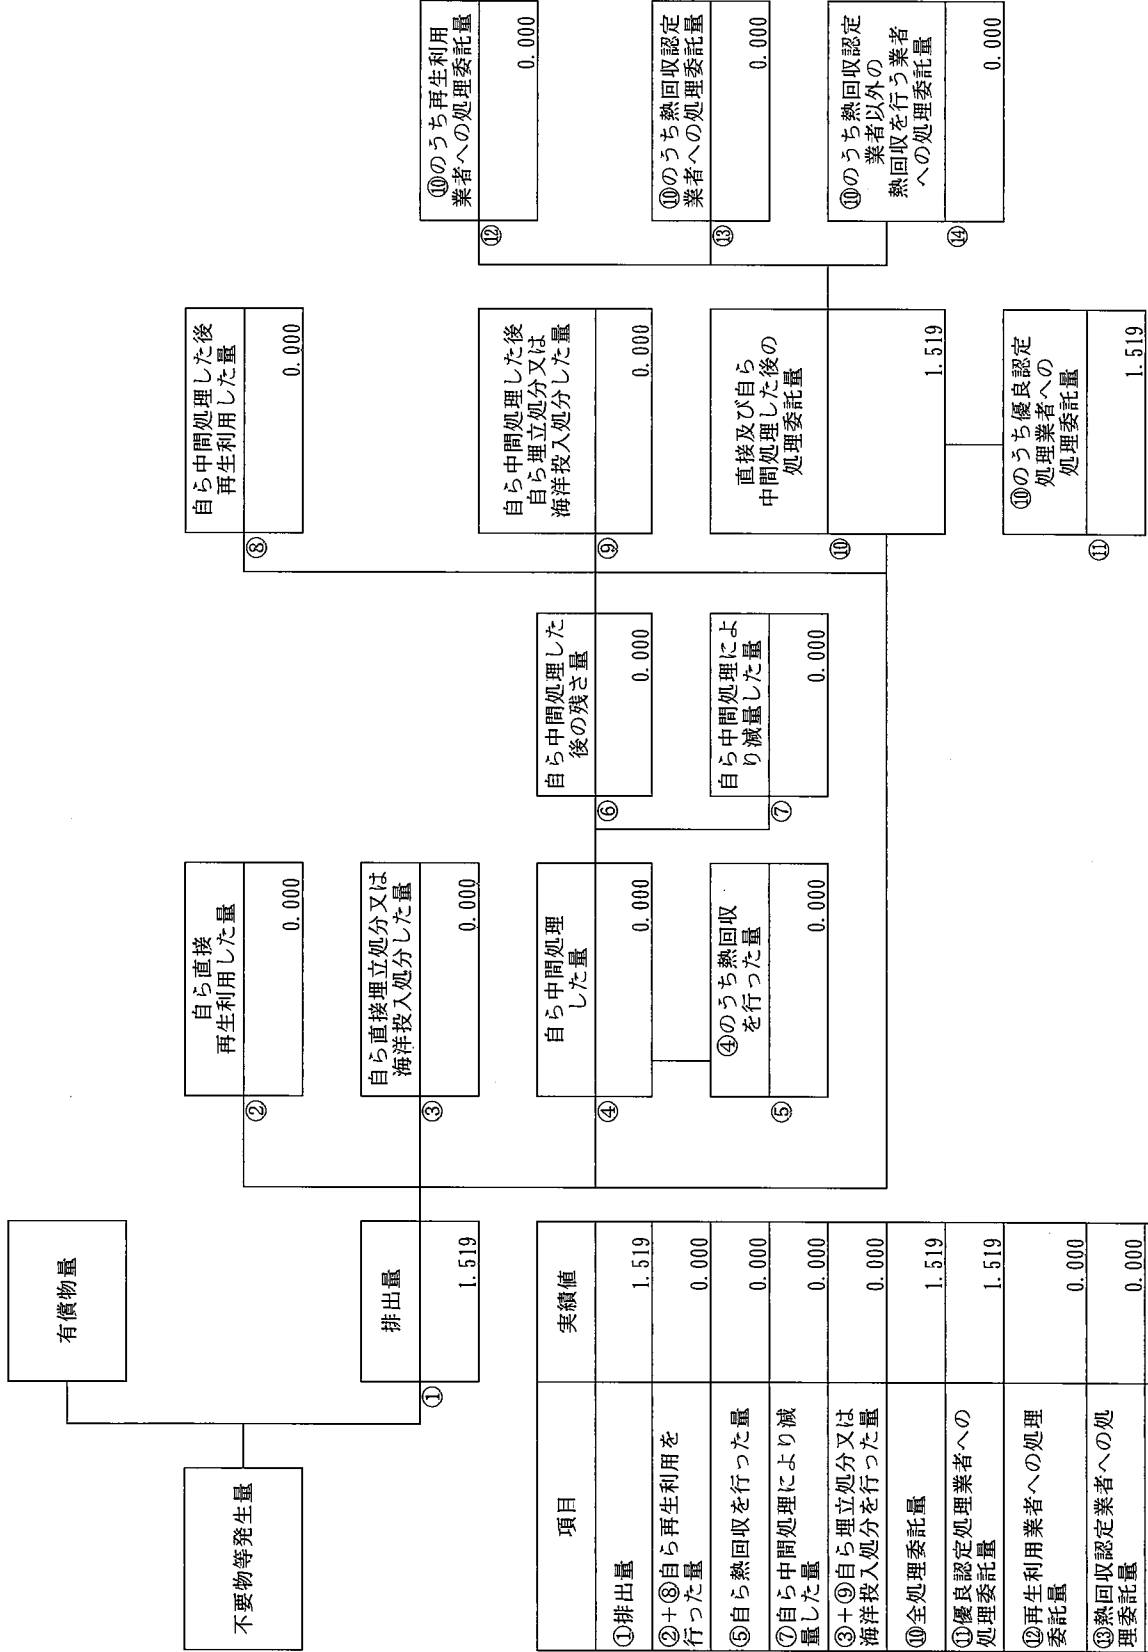 不要物等発生量
有償物量
①
排出量
1.519
②
自ら直接
再生利用した量
0.000
③
自ら直接埋立処分又は
海洋投入処分した量
0.000
④
自ら中間処理
した量
0.000
⑤
④のうち熱回収
を行った量
0.000
⑥
自ら中間処理した
後の残さ量
0.000
⑦
自ら中間処理によ
り減量した量
0.000
⑧
自ら中間処理した後
再生利用した量
0.000
⑨
自ら中間処理した後
自ら埋立処分又は
海洋投入処分した量
0.000
⑩
直接及び自ら
中間処理した後の
処理委託量
1.519
⑪
⑩のうち優良認定
処理業者への
処理委託量
1.519
⑫
⑩のうち再生利用
業者への処理委託量
0.000
⑬
⑩のうち熱回収認定
業者への処理委託量
0.000
⑭
⑩のうち熱回収認定
業者以外の
熱回収を行う業者
への処理委託量
0.000
項目 実績値
①排出量 1.519
②+⑧自ら再生利用を
行った量 0.000
⑤自ら熱回収を行った量 0.000
⑦自ら中間処理により減
量した量 0.000
③+⑨自ら埋立処分又は
海洋投入処分を行った量 0.000
⑩全処理委託量 1.519
⑪優良認定処理業者への
処理委託量 1.519
⑫再生利用業者への処理
委託量 0.000
⑬熱回収認定業者への処
理委託量 0.000